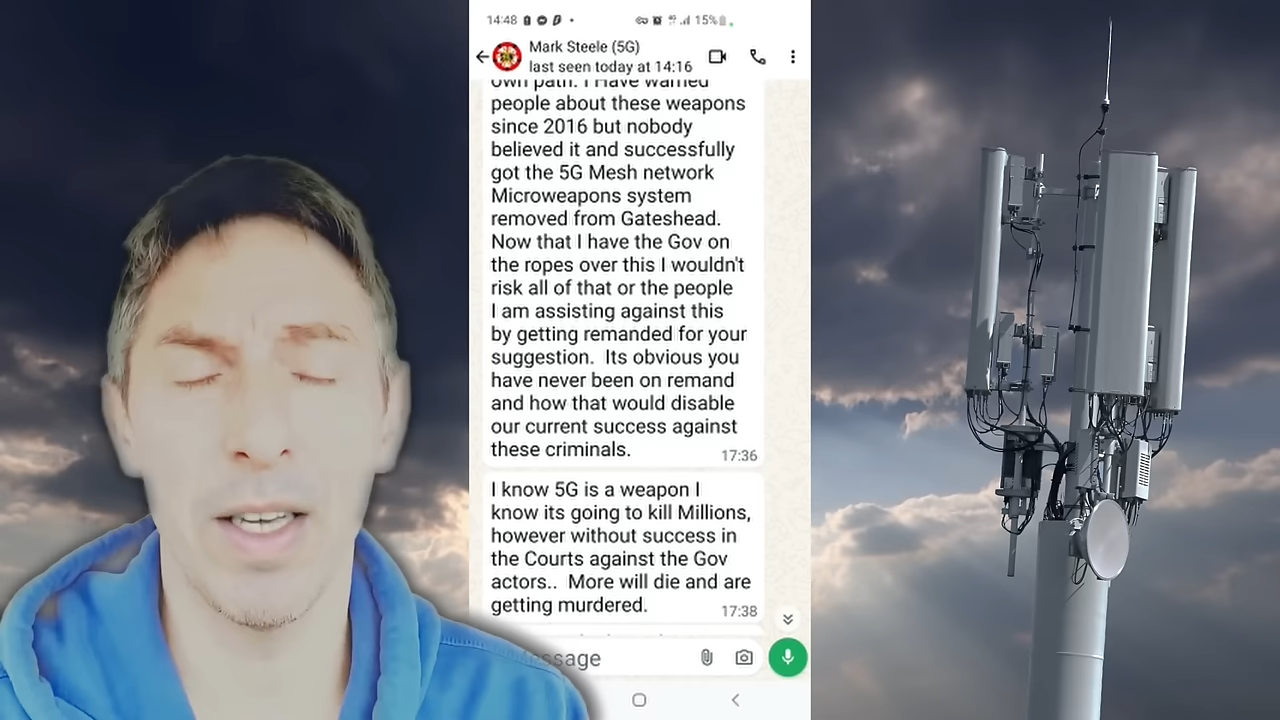 14:48
15%
Mark Steele (5G)
last seen today at 14:16
own path. I Have warned
people about these weapons
since 2016 but nobody
believed it and successfully
got the 5G Mesh network
Microweapons system
removed from Gateshead.
Now that I have the Gov on
the ropes over this I wouldn't
risk all of that or the people
I am assisting against this
by getting remanded for your
suggestion.  Its obvious you
have never been on remand
and how that would disable
our current success against
these criminals.
17:36
I know 5G is a weapon I
know its going to kill Millions,
however without success in
the Courts against the Gov
actors..  More will die and are
getting murdered.
17:38
Message